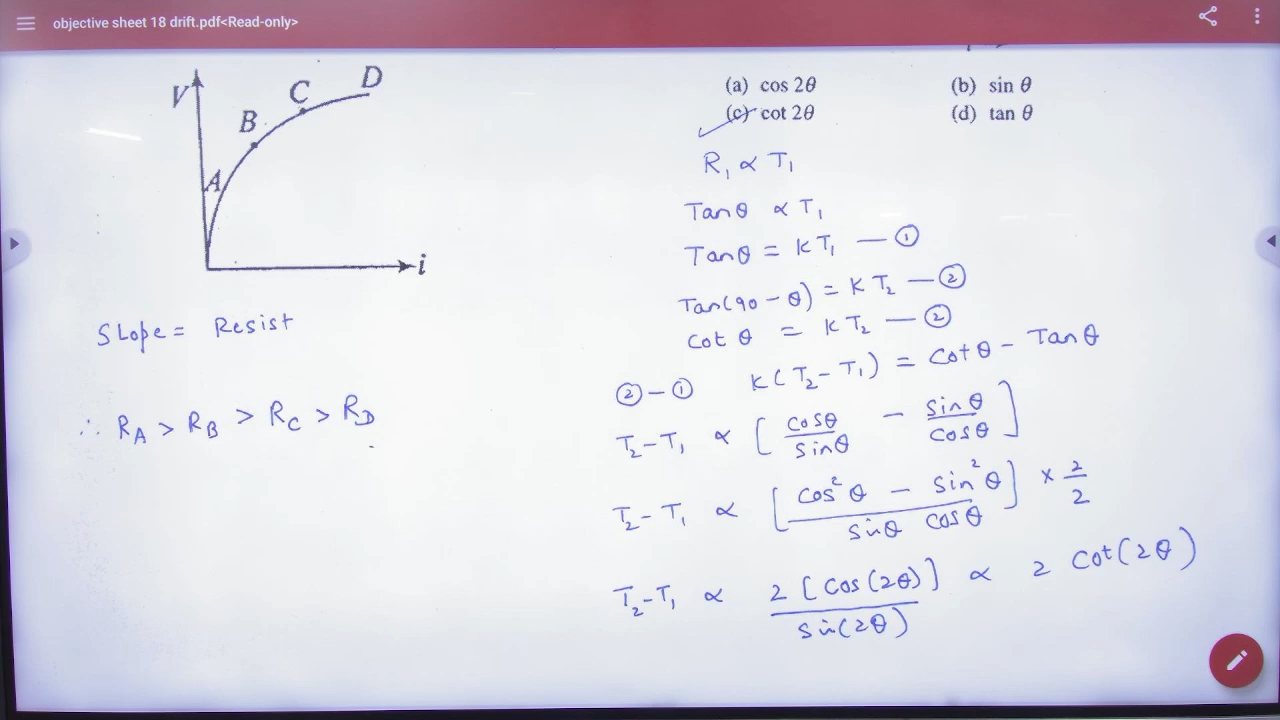 objective sheet 18 drift.pdf<Read-only>
V
A
B
C
D
i
Slope = Resist
∴ R_A > R_B > R_C > R_D
(a) cos 2θ (b) sin θ
(c) cot 2θ (d) tan θ
R₁ ∝ T₁
Tanθ ∝ T₁
Tanθ = kT₁ — ①
Tan(90 - θ) = KT₂ — ②
cot θ = KT₂ — ②
② - ① K(T₂ - T₁) = Cotθ - Tanθ
T₂ - T₁ ∝ [cosθ/sinθ - sinθ/cosθ]
T₂ - T₁ ∝ [cos²θ - sin²θ / sinθ cosθ] × 2/2
T₂ - T₁ ∝ 2[cos(2θ)] / sin(2θ) ∝ 2 cot(2θ)